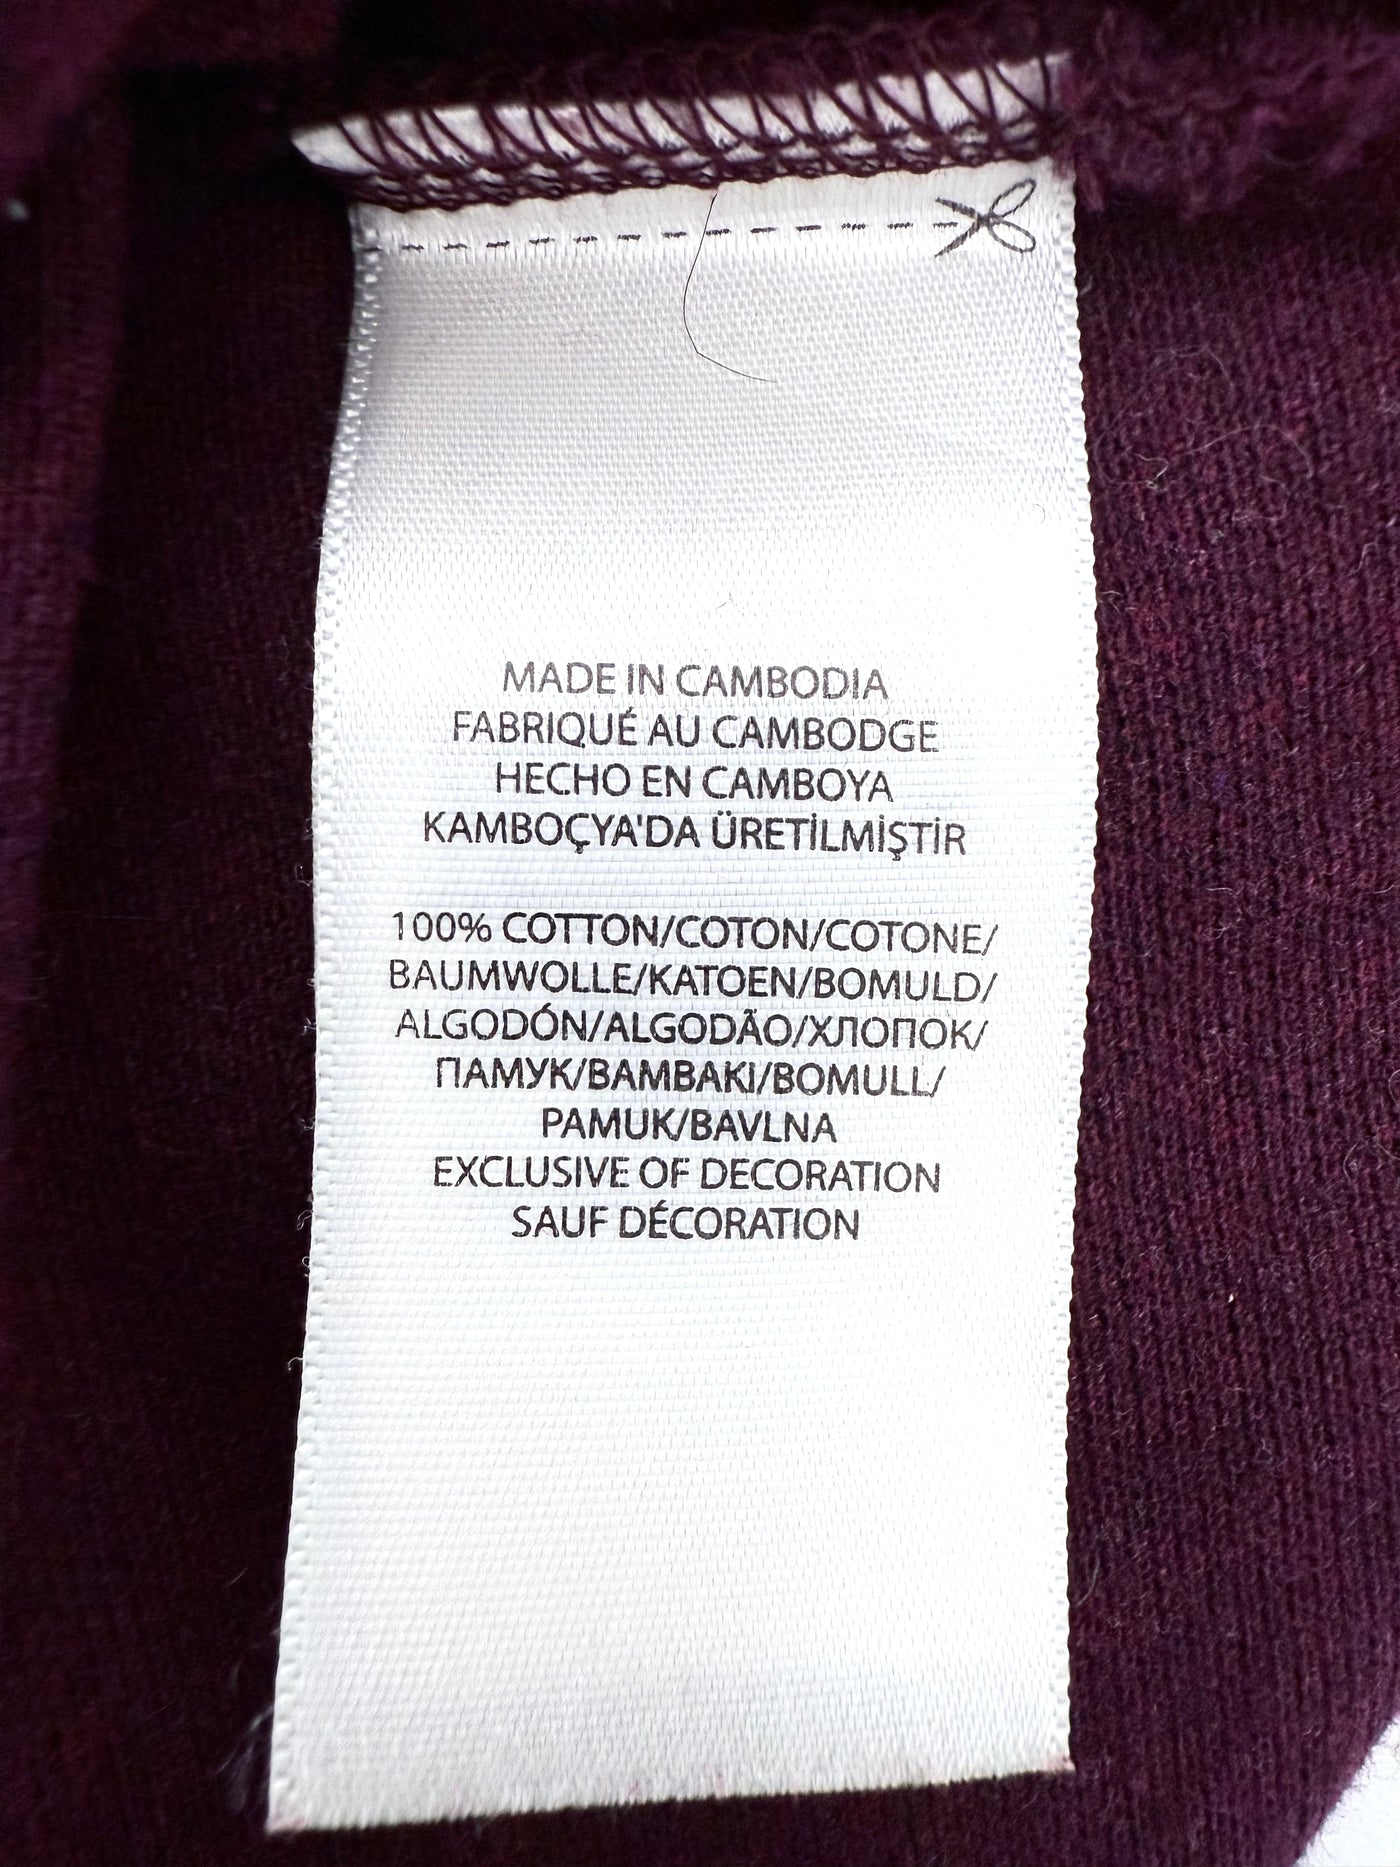 MADE IN CAMBODIA
FABRIQUÉ AU CAMBODGE
HECHO EN CAMBOYA
KAMBOÇYA'DA ÜRETİLMİŞTİR
100% COTTON/COTON/COTONE/
BAUMWOLLE/KATOEN/BOMULD/
ALGODÓN/ALGODÃO/ХЛОПОК/
ПАМУК/ΒΑΜΒΑΚΙ/BOMULL/
PAMUK/BAVLNA
EXCLUSIVE OF DECORATION
SAUF DÉCORATION